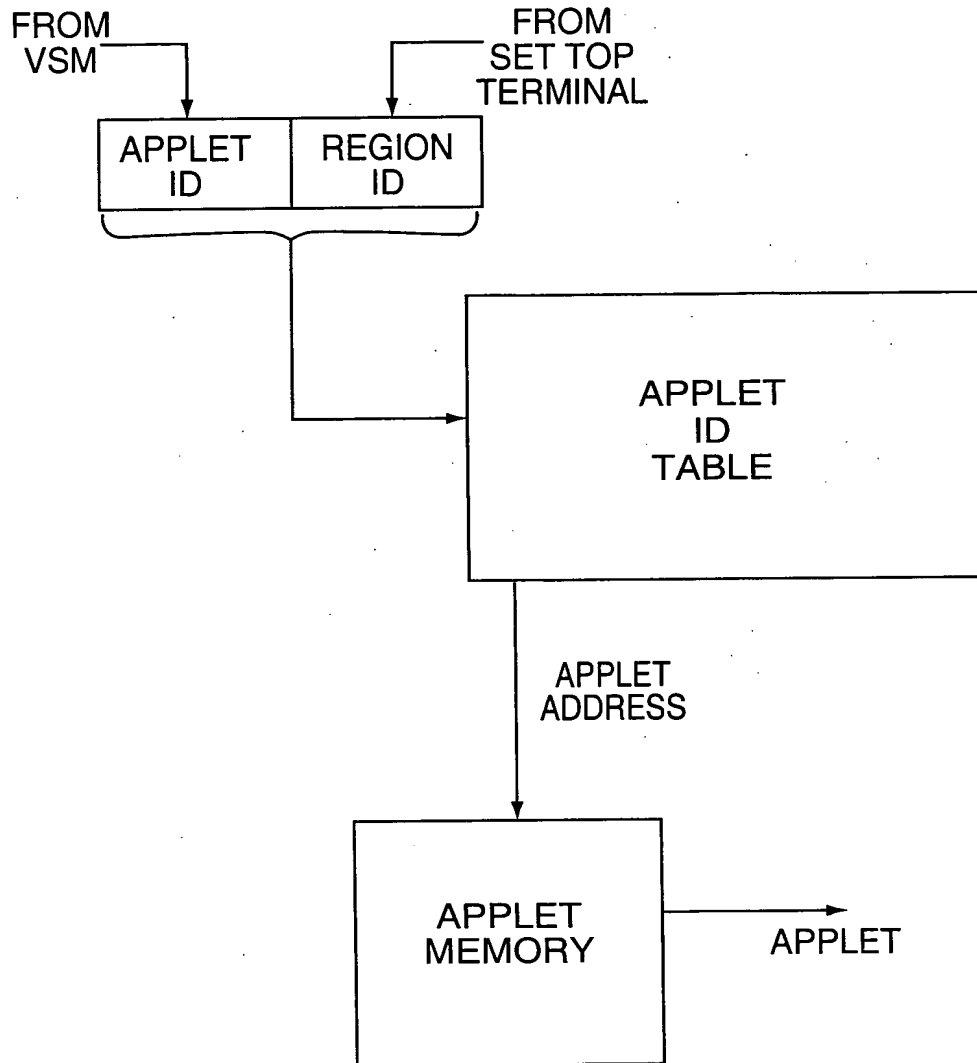 FROM
VSM
FROM
SET TOP
TERMINAL
APPLET
ID
REGION
ID
APPLET
ID
TABLE
APPLET
ADDRESS
APPLET
MEMORY
APPLET